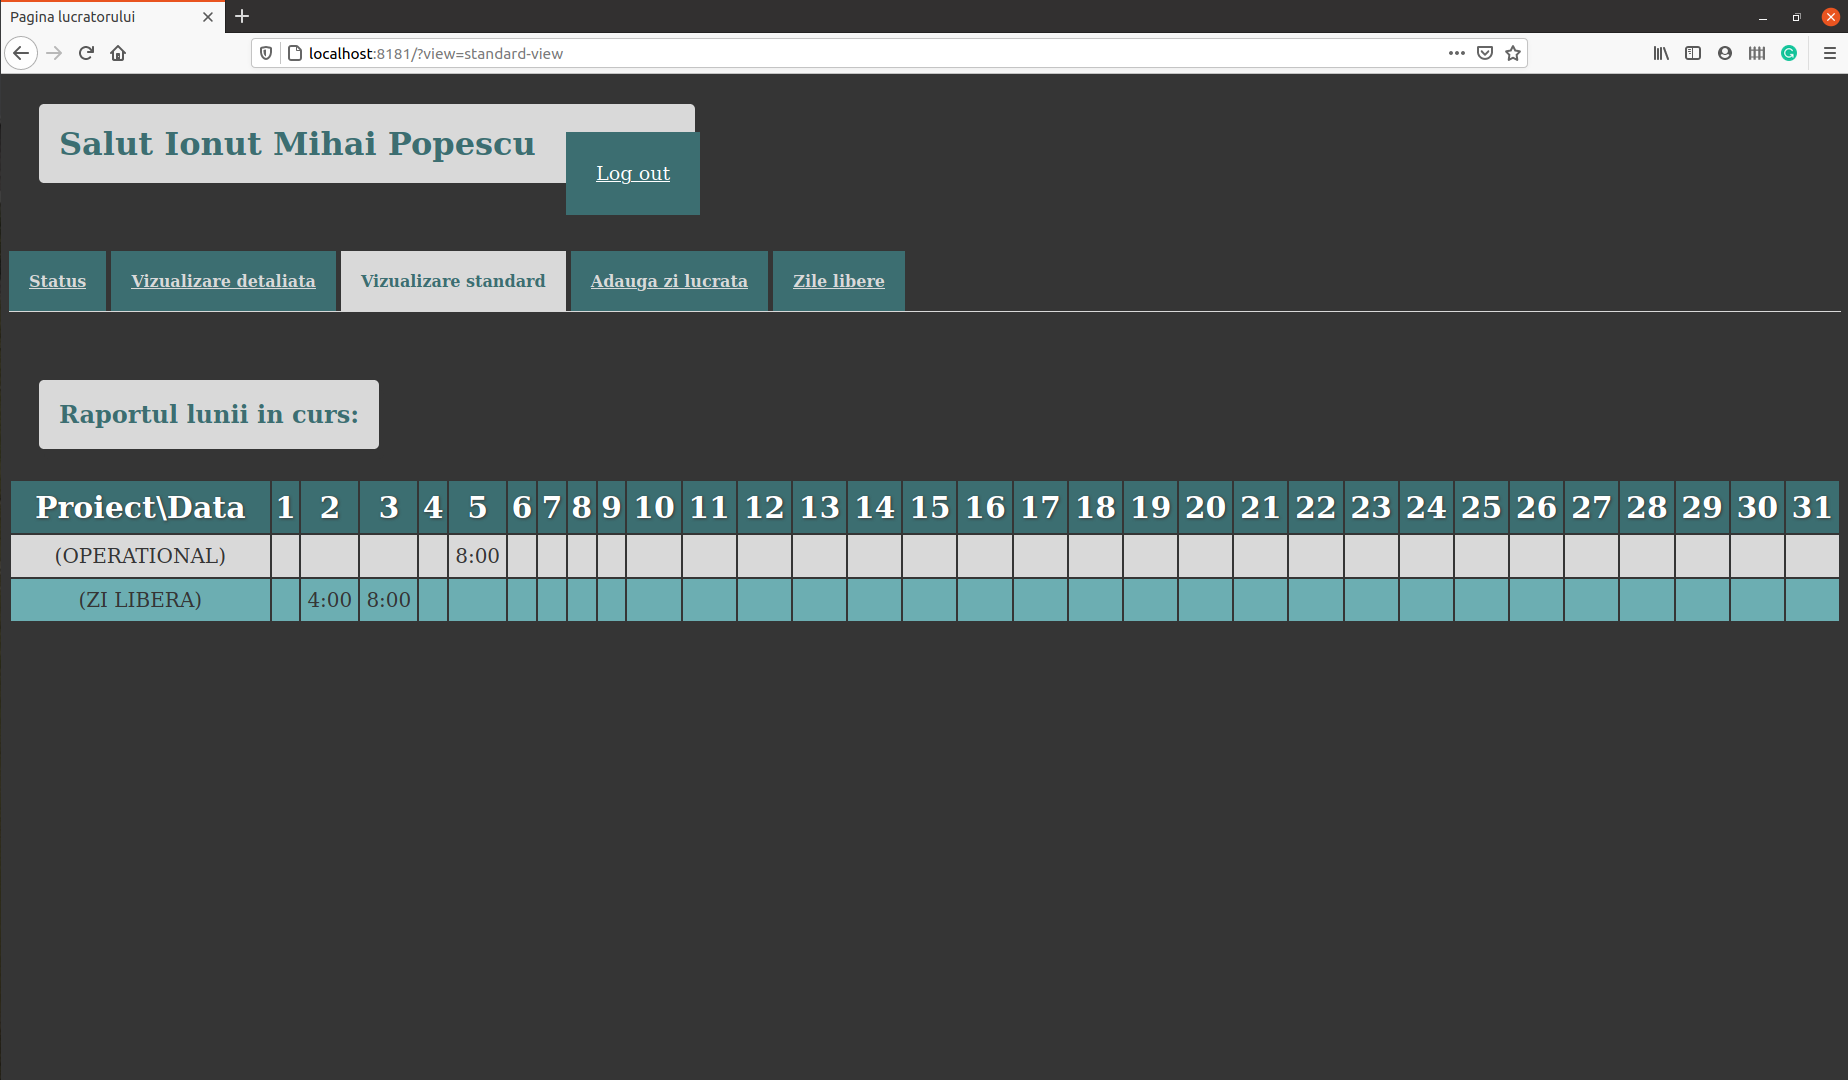 Pagina lucratorului
localhost:8181/?view=standard-view
Salut Ionut Mihai Popescu
Log out
Status Vizualizare detaliata Vizualizare standard Adauga zi lucrata Zile libere
Raportul lunii in curs:
Proiect\Data 1 2 3 4 5 6 7 8 9 10 11 12 13 14 15 16 17 18 19 20 21 22 23 24 25 26 27 28 29 30 31
(OPERATIONAL) 8:00
(ZI LIBERA) 4:00 8:00